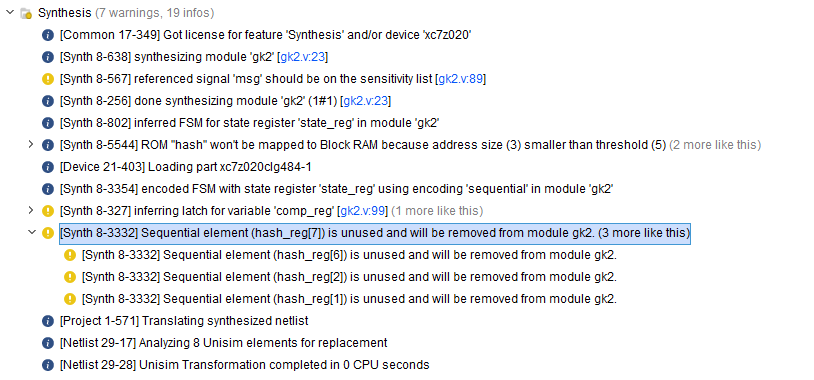 Synthesis (7 warnings, 19 infos)
[Common 17-349] Got license for feature 'Synthesis' and/or device 'xc7z020'
[Synth 8-638] synthesizing module 'gk2' [gk2.v:23]
[Synth 8-567] referenced signal 'msg' should be on the sensitivity list [gk2.v:89]
[Synth 8-256] done synthesizing module 'gk2' (1#1) [gk2.v:23]
[Synth 8-802] inferred FSM for state register 'state_reg' in module 'gk2'
[Synth 8-5544] ROM "hash" won't be mapped to Block RAM because address size (3) smaller than threshold (5) (2 more like this)
[Device 21-403] Loading part xc7z020clg484-1
[Synth 8-3354] encoded FSM with state register 'state_reg' using encoding 'sequential' in module 'gk2'
[Synth 8-327] inferring latch for variable 'comp_reg' [gk2.v:99] (1 more like this)
[Synth 8-3332] Sequential element (hash_reg[7]) is unused and will be removed from module gk2. (3 more like this)
[Synth 8-3332] Sequential element (hash_reg[6]) is unused and will be removed from module gk2.
[Synth 8-3332] Sequential element (hash_reg[2]) is unused and will be removed from module gk2.
[Synth 8-3332] Sequential element (hash_reg[1]) is unused and will be removed from module gk2.
[Project 1-571] Translating synthesized netlist
[Netlist 29-17] Analyzing 8 Unisim elements for replacement
[Netlist 29-28] Unisim Transformation completed in 0 CPU seconds